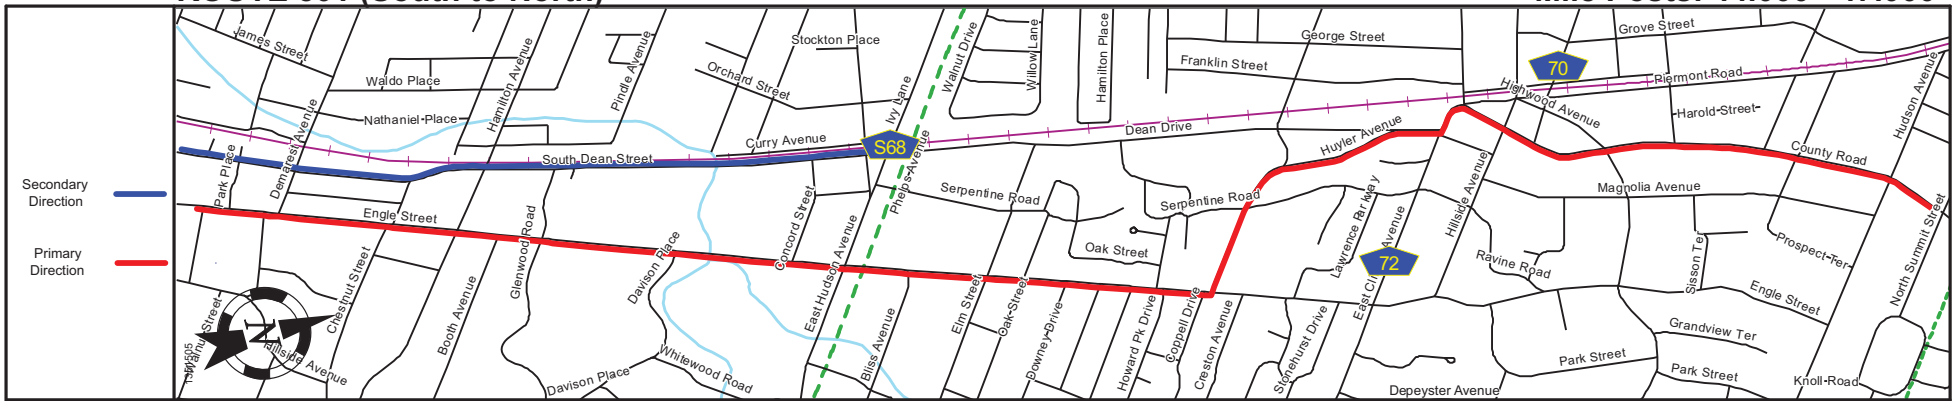 Secondary
Direction
Primary
Direction
James Street
Waldo Place
Nathaniel Place
Park Place
Demarest Avenue
Hamilton Avenue
Pindle Avenue
Orchard Street
Stockton Place
Ivy Lane
Walnut Drive
Willow Lane
Hamilton Place
Franklin Street
George Street
Grove Street
70
Piermont Road
Highwood Avenue
Harold Street
Hudson Avenue
South Dean Street
Curry Avenue
S68
Phelps Avenue
Dean Drive
Huyler Avenue
County Road
Engle Street
Serpentine Road
Serpentine Road
Magnolia Avenue
Lawrence Parkway
Hillside Avenue
72
Oak Street
Concord Street
East Hudson Avenue
Davison Place
Glenwood Road
Booth Avenue
Chestnut Street
Hillside Avenue
Davison Place
Whitewood Road
Bliss Avenue
Elm Street
Oak Street
Downey Drive
Howard Pk Drive
Coppell Drive
Creston Avenue
Stonehurst Drive
Ravine Road
Sisson Ter
Prospect Ter
Engle Street
North Summit Street
Grandview Ter
Park Street
Park Street
Knoll Road
Depeyster Avenue
N